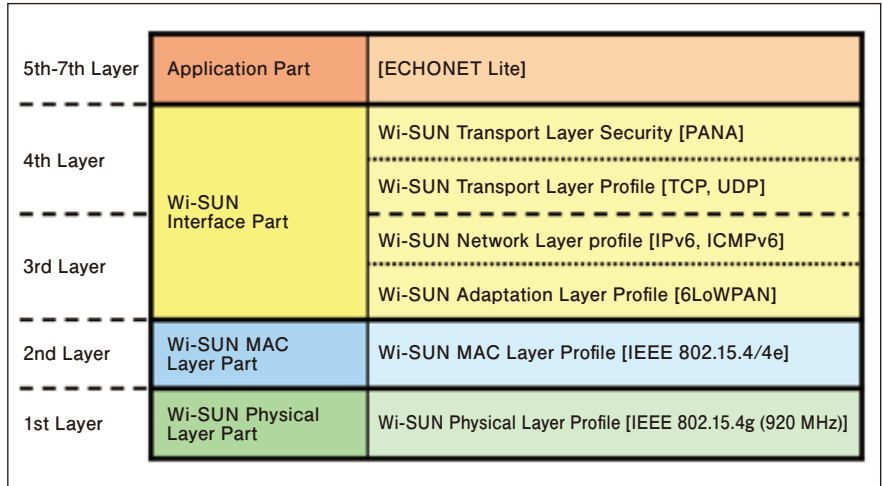 5th-7th Layer
Application Part
[ECHONET Lite]
4th Layer
Wi-SUN
Interface Part
Wi-SUN Transport Layer Security [PANA]
Wi-SUN Transport Layer Profile [TCP, UDP]
3rd Layer
Wi-SUN Network Layer profile [IPv6, ICMPv6]
Wi-SUN Adaptation Layer Profile [6LoWPAN]
2nd Layer
Wi-SUN MAC
Layer Part
Wi-SUN MAC Layer Profile [IEEE 802.15.4/4e]
1st Layer
Wi-SUN Physical
Layer Part
Wi-SUN Physical Layer Profile [IEEE 802.15.4g (920 MHz)]